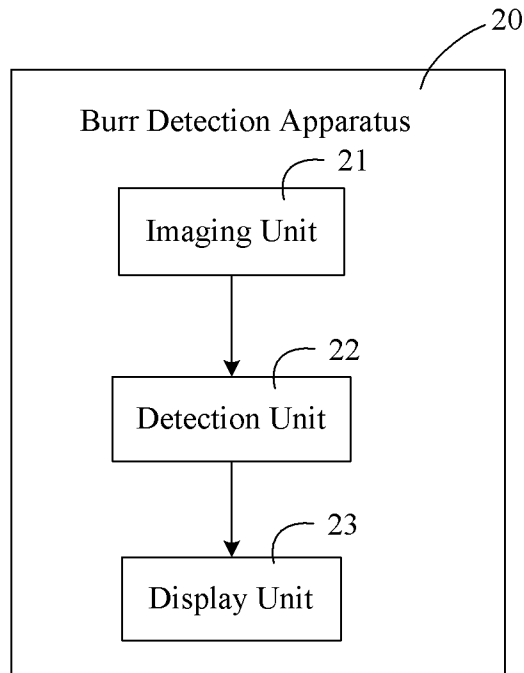 20
Burr Detection Apparatus
21
Imaging Unit
22
Detection Unit
23
Display Unit